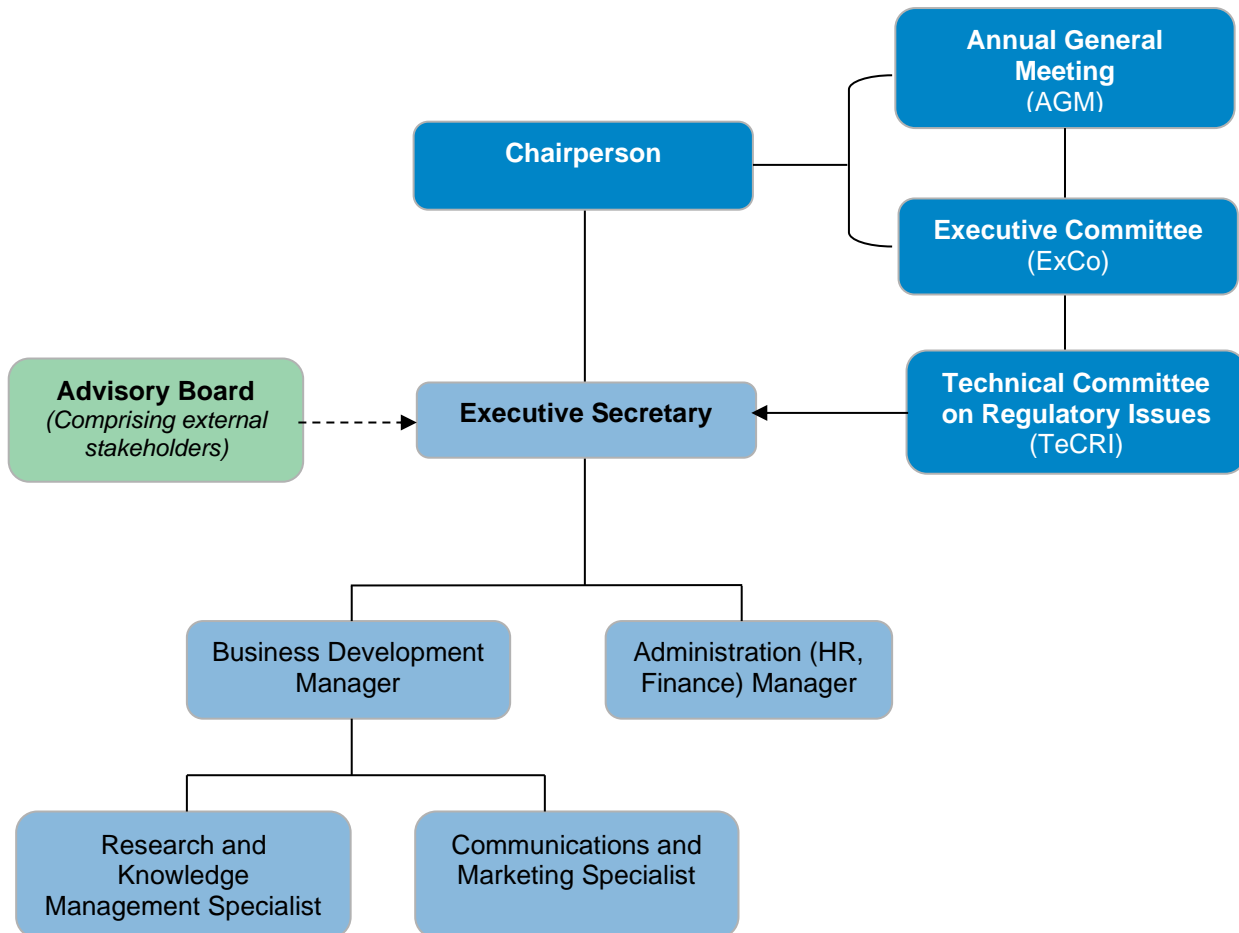 Annual General
Meeting
(AGM)
Chairperson
Executive Committee
(ExCo)
Advisory Board
(Comprising external
stakeholders)
Executive Secretary
Technical Committee
on Regulatory Issues
(TeCRI)
Business Development
Manager
Administration (HR,
Finance) Manager
Research and
Knowledge
Management Specialist
Communications and
Marketing Specialist